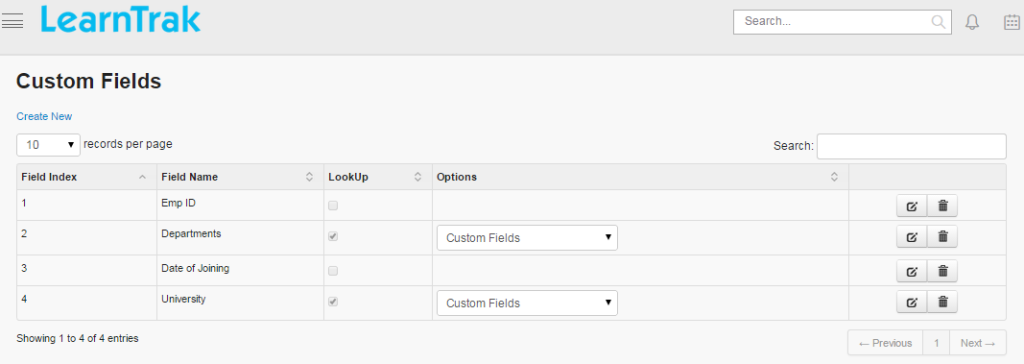 LearnTrak
Search...
Custom Fields
Create New
10 records per page Search:
Field Index Field Name LookUp Options
1 Emp ID
2 Departments Custom Fields
3 Date of Joining
4 University Custom Fields
Showing 1 to 4 of 4 entries
← Previous 1 Next →